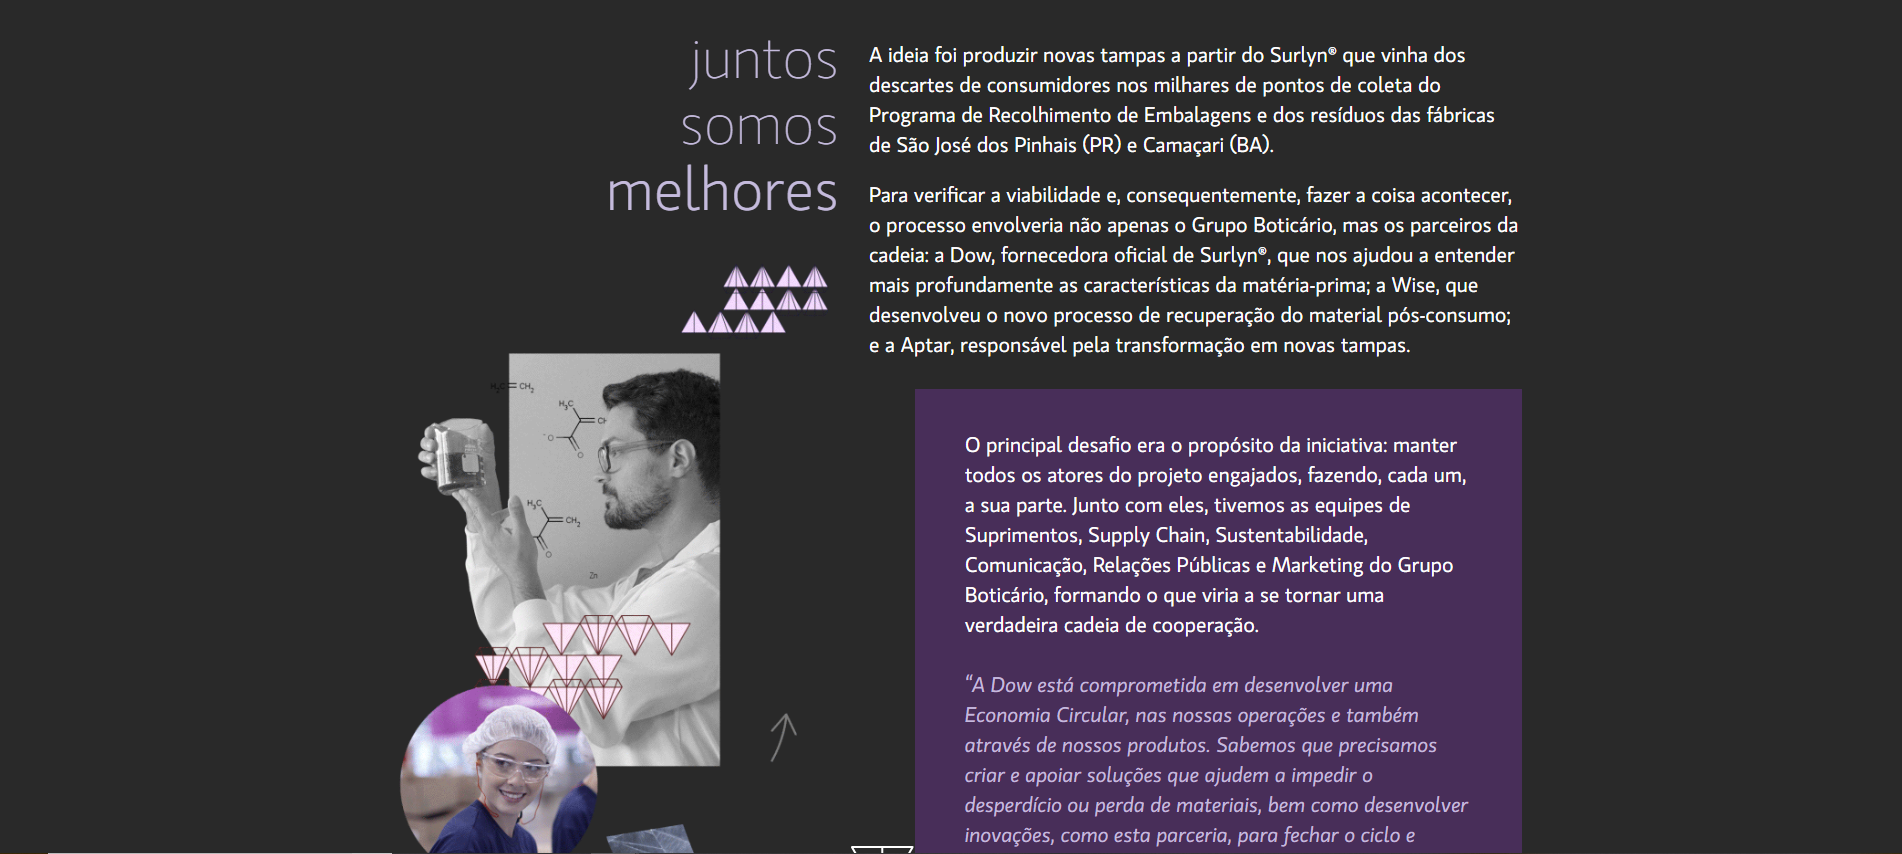 juntos
somos
melhores
A ideia foi produzir novas tampas a partir do Surlyn® que vinha dos
descartes de consumidores nos milhares de pontos de coleta do
Programa de Recolhimento de Embalagens e dos resíduos das fábricas
de São José dos Pinhais (PR) e Camaçari (BA).
Para verificar a viabilidade e, consequentemente, fazer a coisa acontecer,
o processo envolveria não apenas o Grupo Boticário, mas os parceiros da
cadeia: a Dow, fornecedora oficial de Surlyn®, que nos ajudou a entender
mais profundamente as características da matéria-prima; a Wise, que
desenvolveu o novo processo de recuperação do material pós-consumo;
e a Aptar, responsável pela transformação em novas tampas.
H₂C=CH₂
H₃C
CH
⁻O
O
H₃C
CH₂
O
Zn
O principal desafio era o propósito da iniciativa: manter
todos os atores do projeto engajados, fazendo, cada um,
a sua parte. Junto com eles, tivemos as equipes de
Suprimentos, Supply Chain, Sustentabilidade,
Comunicação, Relações Públicas e Marketing do Grupo
Boticário, formando o que viria a se tornar uma
verdadeira cadeia de cooperação.
“A Dow está comprometida em desenvolver uma
Economia Circular, nas nossas operações e também
através de nossos produtos. Sabemos que precisamos
criar e apoiar soluções que ajudem a impedir o
desperdício ou perda de materiais, bem como desenvolver
inovações, como esta parceria, para fechar o ciclo e